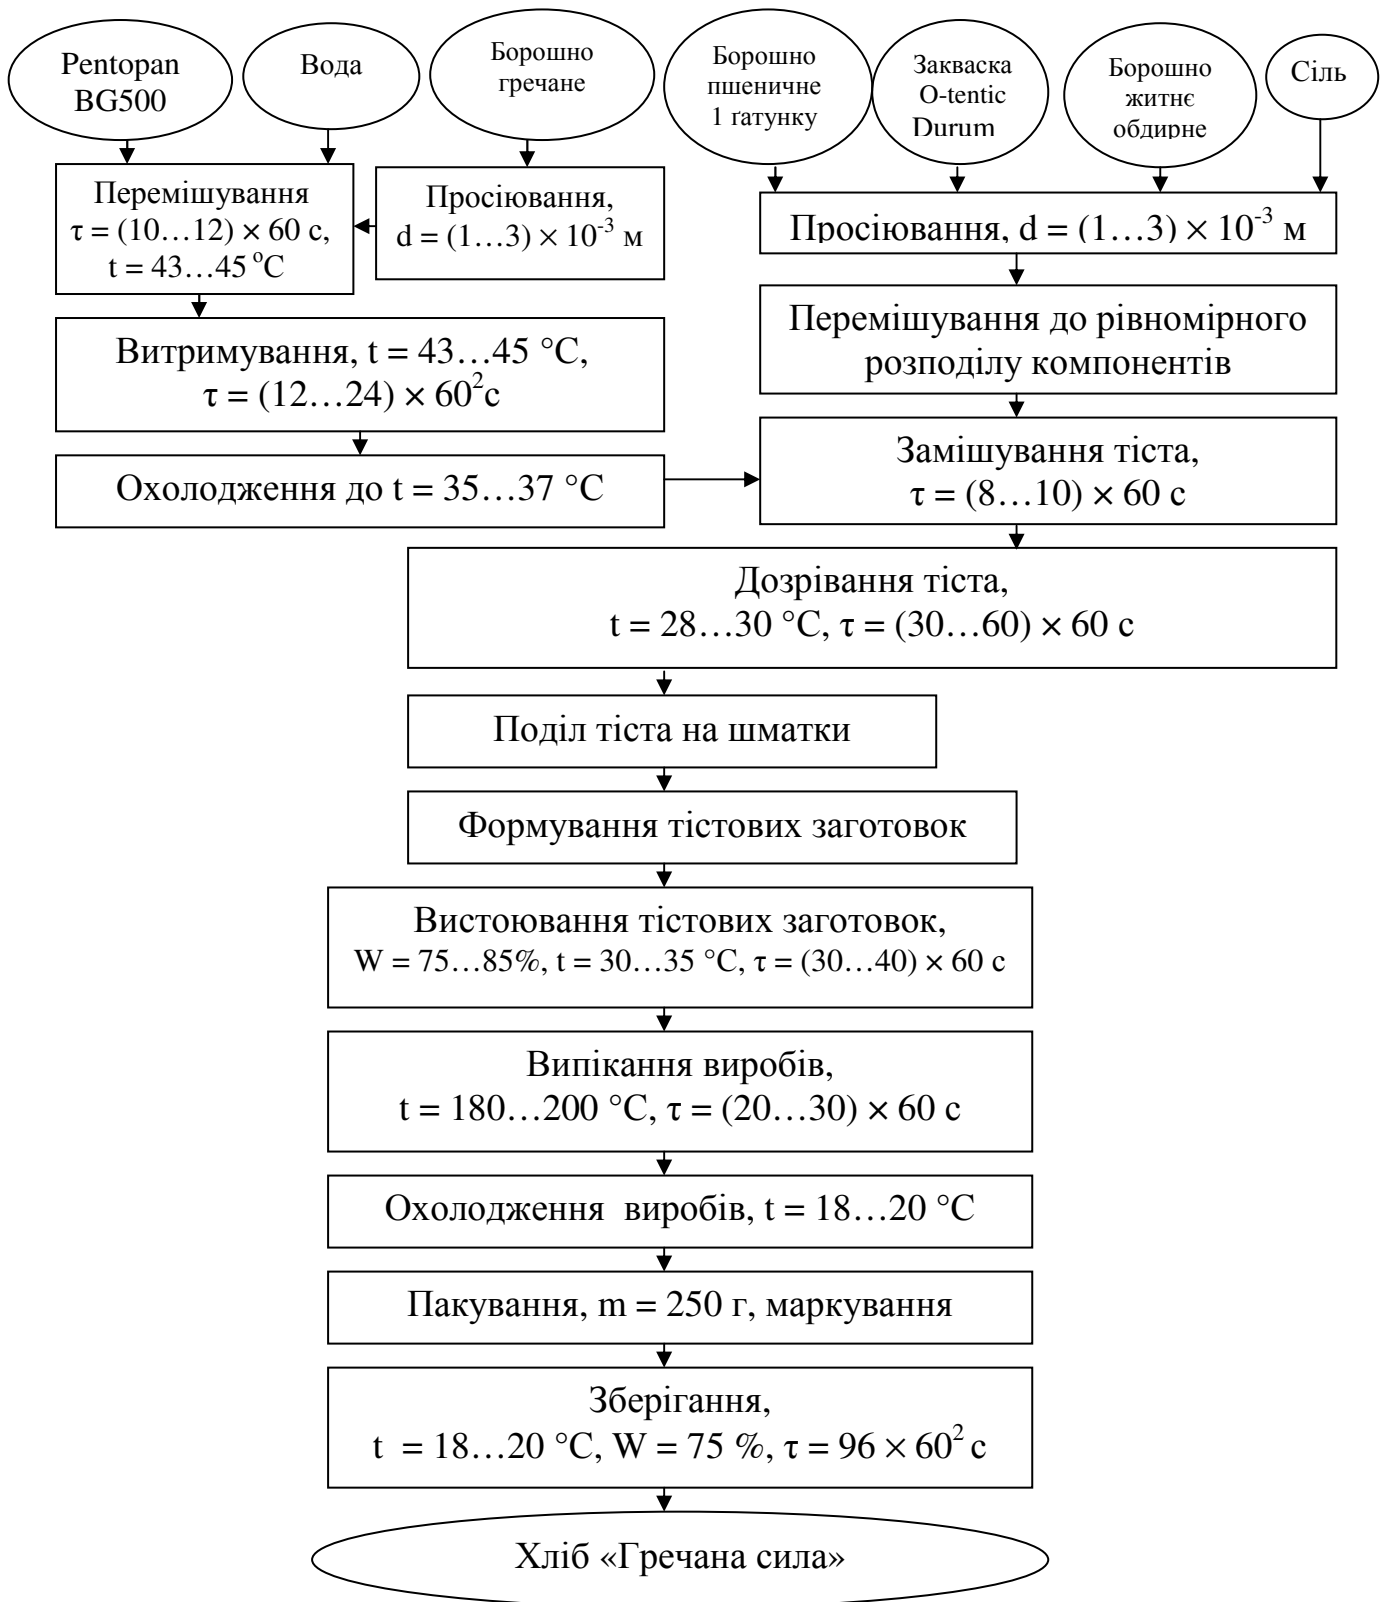 Pentopan
BG500
Вода
Борошно
гречане
Борошно
пшеничне
1 ґатунку
Закваска
O-tentic
Durum
Борошно
житнє
обдирне
Сіль
Перемішування
τ = (10…12) × 60 с,
t = 43…45 °C
Просіювання,
d = (1…3) × 10⁻³ м
Просіювання, d = (1…3) × 10⁻³ м
Витримування, t = 43…45 °C,
τ = (12…24) × 60²с
Перемішування до рівномірного
розподілу компонентів
Охолодження до t = 35…37 °C
Замішування тіста,
τ = (8…10) × 60 с
Дозрівання тіста,
t = 28…30 °C, τ = (30…60) × 60 с
Поділ тіста на шматки
Формування тістових заготовок
Вистоювання тістових заготовок,
W = 75…85%, t = 30…35 °C, τ = (30…40) × 60 с
Випікання виробів,
t = 180…200 °C, τ = (20…30) × 60 с
Охолодження виробів, t = 18…20 °C
Пакування, m = 250 г, маркування
Зберігання,
t = 18…20 °C, W = 75 %, τ = 96 × 60² с
Хліб «Гречана сила»